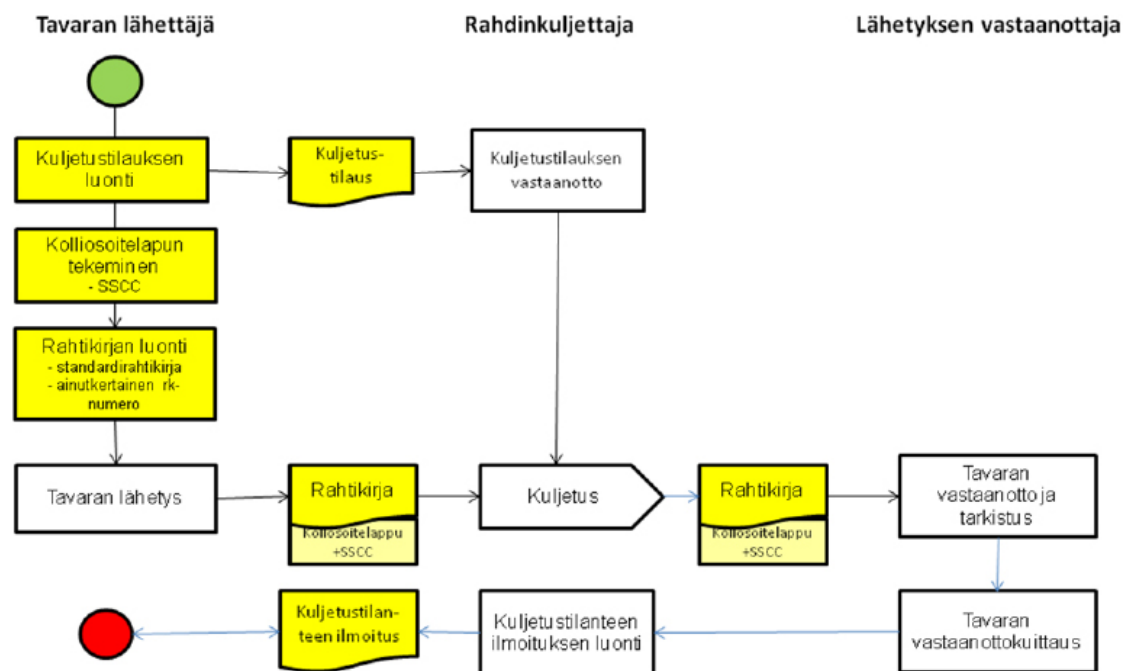 Tavaran lähettäjä
Rahdinkuljettaja
Lähetyksen vastaanottaja
Kuljetustilauksen
luonti
Kuljetus-
tilaus
Kuljetustilauksen
vastaanotto
Kolliosoitelapun
tekeminen
- SSCC
Rahtikirjan luonti
- standardirahtikirja
- ainutkertainen rk-
numero
Tavaran lähetys
Rahtikirja
Kolliosoitelappu
+SSCC
Kuljetus
Rahtikirja
Kolliosoitelappu
+SSCC
Tavaran
vastaanotto ja
tarkistus
Kuljetustilan-
teen ilmoitus
Kuljetustilanteen
ilmoituksen luonti
Tavaran
vastaanottokuittaus